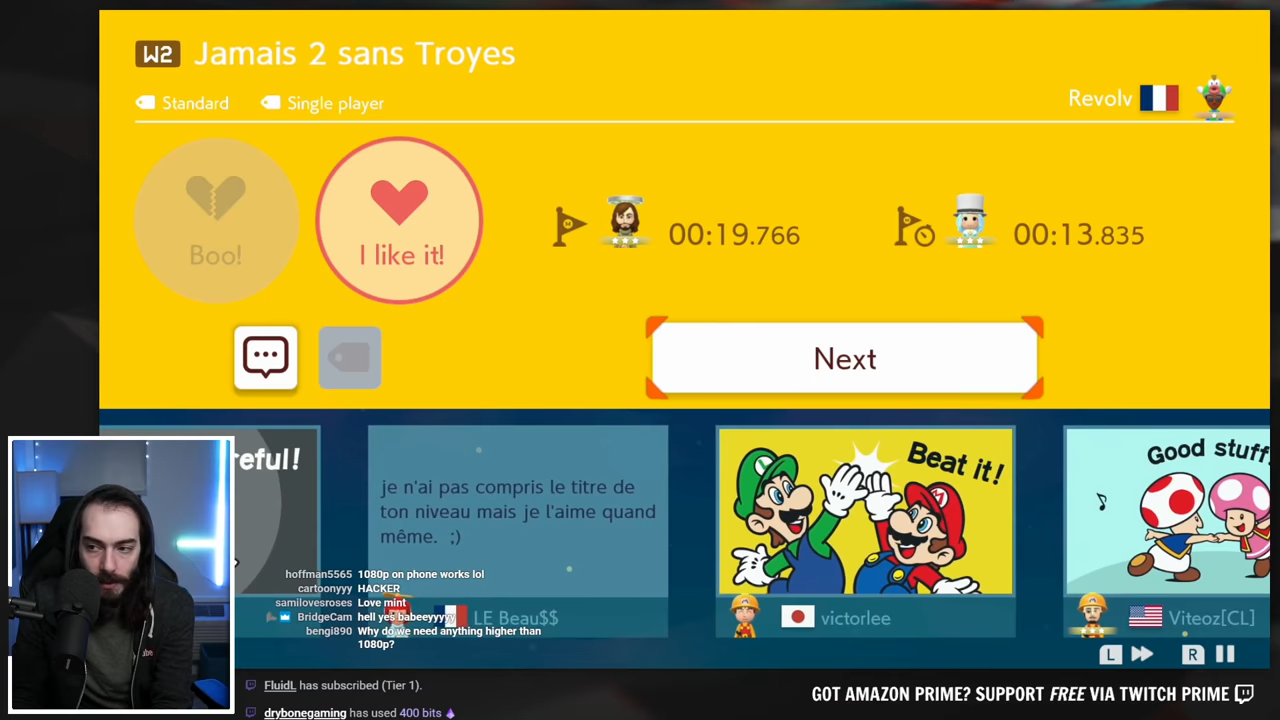 W2 Jamais 2 sans Troyes
Standard Single player
Revolv
Boo!
I like it!
00:19.766
00:13.835
Next
reful!
je n'ai pas compris le titre de
ton niveau mais je l'aime quand
même. ;)
LE Beau$$
Beat it!
victorlee
Good stuff
Viteoz[CL]
L R
hoffman5565 1080p on phone works lol
cartoonyyy HACKER
samilovesroses Love mint
BridgeCam hell yes babeeyyyyy
bengi890 Why do we need anything higher than
1080p?
FluidL has subscribed (Tier 1).
drybonegaming has used 400 bits
GOT AMAZON PRIME? SUPPORT FREE VIA TWITCH PRIME